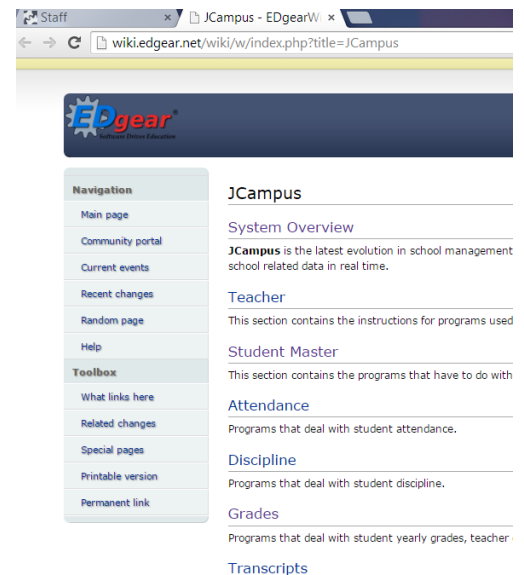 Staff
JCampus - EDgearWi
wiki.edgear.net/wiki/w/index.php?title=JCampus
EDgear
Software Drives Education
Navigation
Main page
Community portal
Current events
Recent changes
Random page
Help
Toolbox
What links here
Related changes
Special pages
Printable version
Permanent link
JCampus
System Overview
JCampus is the latest evolution in school management
school related data in real time.
Teacher
This section contains the instructions for programs used
Student Master
This section contains the programs that have to do with
Attendance
Programs that deal with student attendance.
Discipline
Programs that deal with student discipline.
Grades
Programs that deal with student yearly grades, teacher
Transcripts